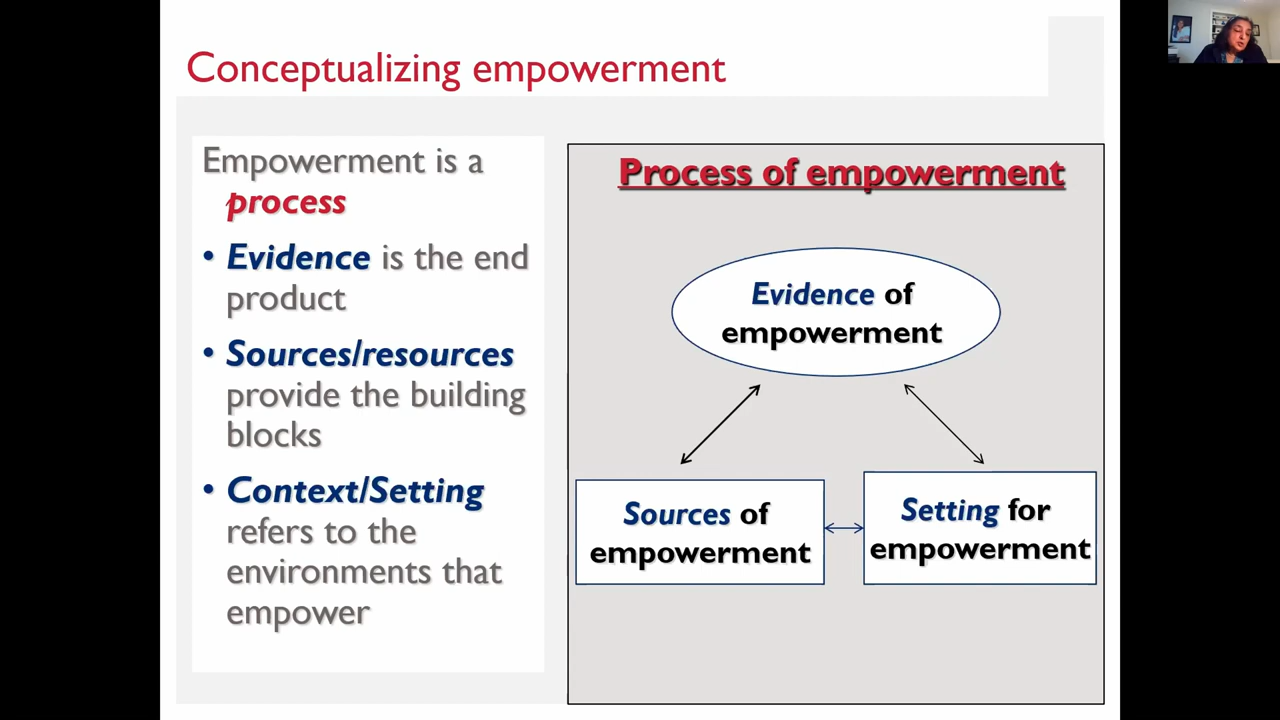 Conceptualizing empowerment
Empowerment is a
process
• Evidence is the end
product
• Sources/resources
provide the building
blocks
• Context/Setting
refers to the
environments that
empower
Process of empowerment
Evidence of
empowerment
Sources of
empowerment
Setting for
empowerment